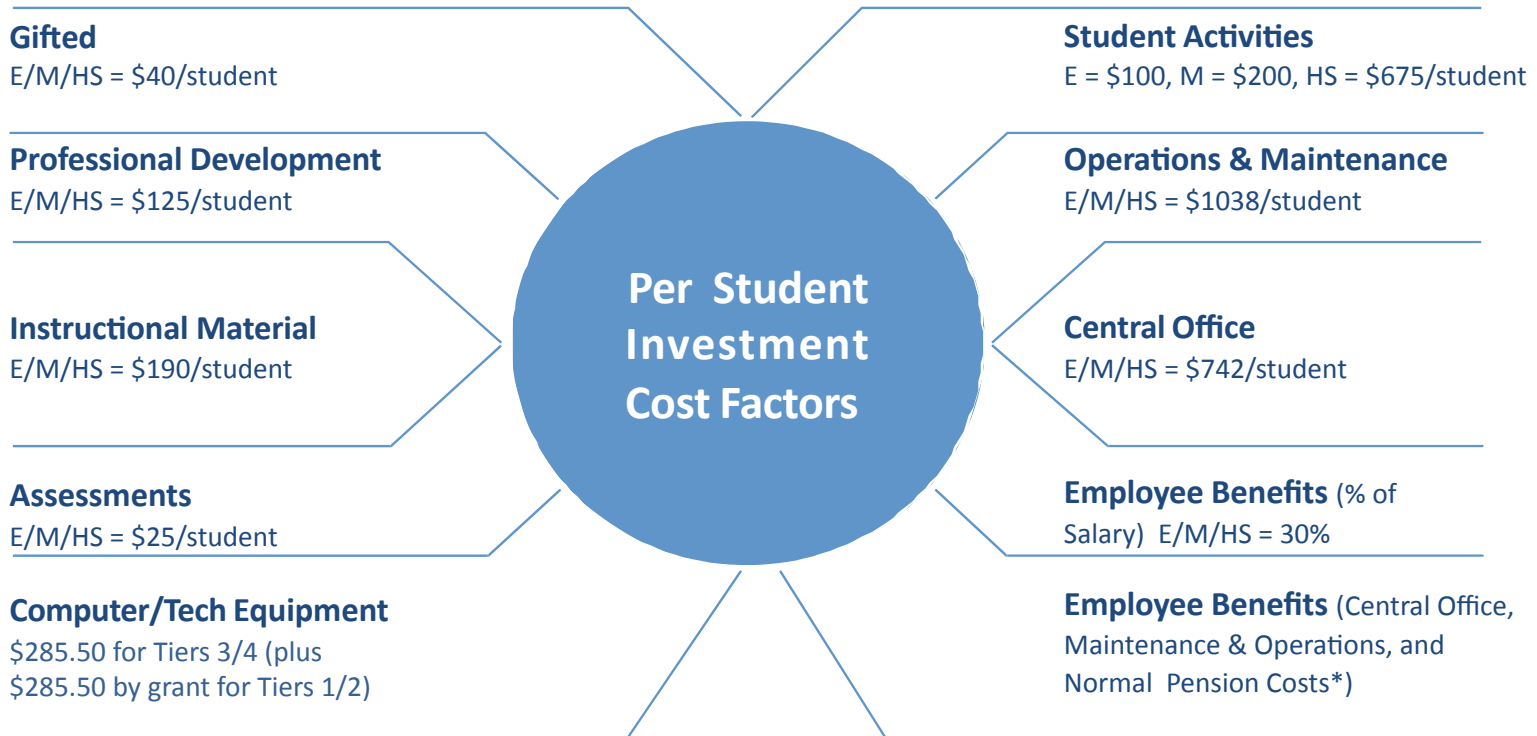 Gifted
E/M/HS = $40/student
Professional Development
E/M/HS = $125/student
Instructional Material
E/M/HS = $190/student
Assessments
E/M/HS = $25/student
Computer/Tech Equipment
$285.50 for Tiers 3/4 (plus
$285.50 by grant for Tiers 1/2)
Per Student
Investment
Cost Factors
Student Activities
E = $100, M = $200, HS = $675/student
Operations & Maintenance
E/M/HS = $1038/student
Central Office
E/M/HS = $742/student
Employee Benefits (% of
Salary) E/M/HS = 30%
Employee Benefits (Central Office,
Maintenance & Operations, and
Normal Pension Costs*)